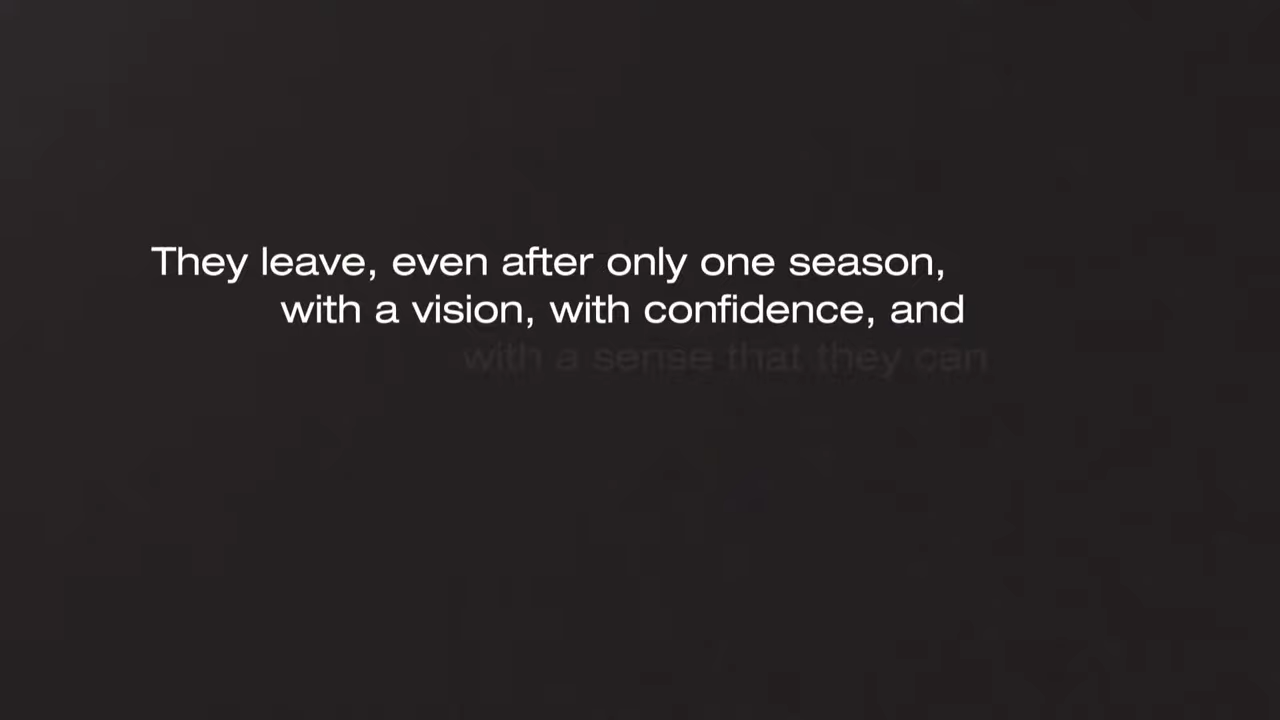 They leave, even after only one season,
with a vision, with confidence, and
with a sense that they can